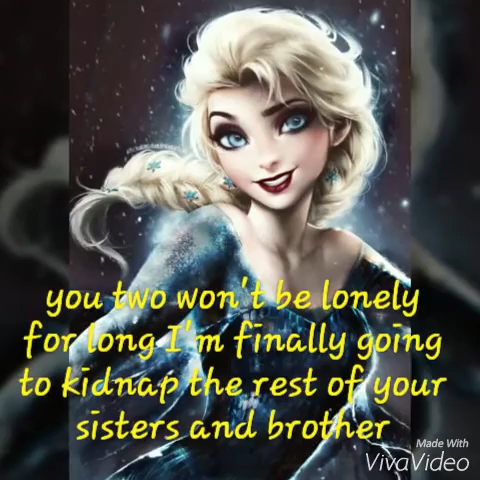 you two won't be lonely
for long I'm finally going
to kidnap the rest of your
sisters and brother
Made With
VivaVideo